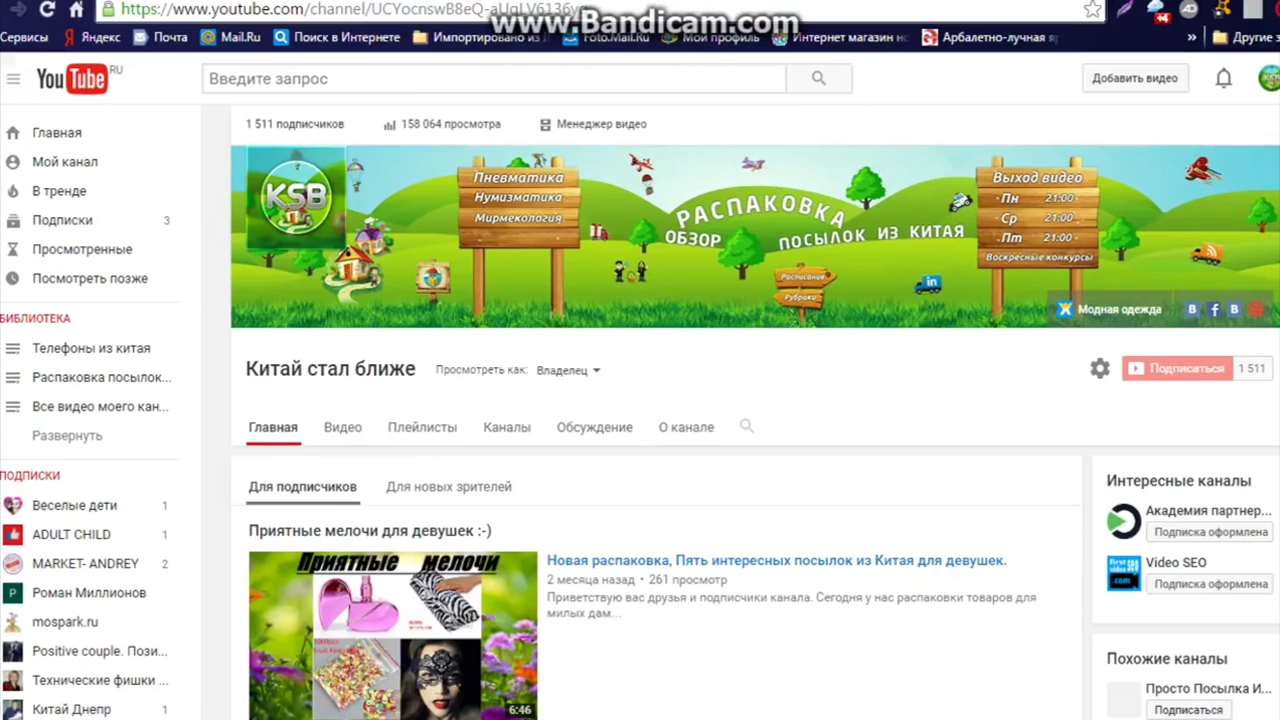 https://www.youtube.com/channel/UCYocnswB8eQ-
www.Bandicam.com
Сервисы Яндекс Почта Mail.Ru Поиск в Интернете Импортировано из Foto.Mail.Ru Мой профиль Интернет магазин Арбалетно-лучная » Другие
YouTube RU
Введите запрос
Добавить видео
1 511 подписчиков 158 064 просмотра Менеджер видео
Главная
Мой канал
В тренде
Подписки 3
Просмотренные
Посмотреть позже
БИБЛИОТЕКА
Телефоны из китая
Распаковка посылок...
Все видео моего кан...
Развернуть
ПОДПИСКИ
Веселые дети 1
ADULT CHILD 1
MARKET- ANDREY 2
Роман Миллионов
mospark.ru
Positive couple. Пози...
Технические фишки ...
Китай Днепр 1
KSB
Пневматика
Нумизматика
Мирмекология
РАСПАКОВКА
ОБЗОР ПОСЫЛОК ИЗ КИТАЯ
Расписание
Рубрики
in
Выход видео
- Пн 21:00 -
- Ср 21:00 -
- Пт 21:00 -
Воскресные конкурсы
Модная одежда
Китай стал ближе Просмотреть как: Владелец
Подписаться 1 511
Главная Видео Плейлисты Каналы Обсуждение О канале
Для подписчиков Для новых зрителей
Приятные мелочи для девушек :-)
Приятные мелочи
6:46
Новая распаковка, Пять интересных посылок из Китая для девушек.
2 месяца назад • 261 просмотр
Приветствую вас друзья и подписчики канала. Сегодня у нас распаковки товаров для
милых дам...
Интересные каналы
Академия партнер...
Подписка оформлена
Video SEO
Подписка оформлена
Похожие каналы
Просто Посылка И...
Подписаться